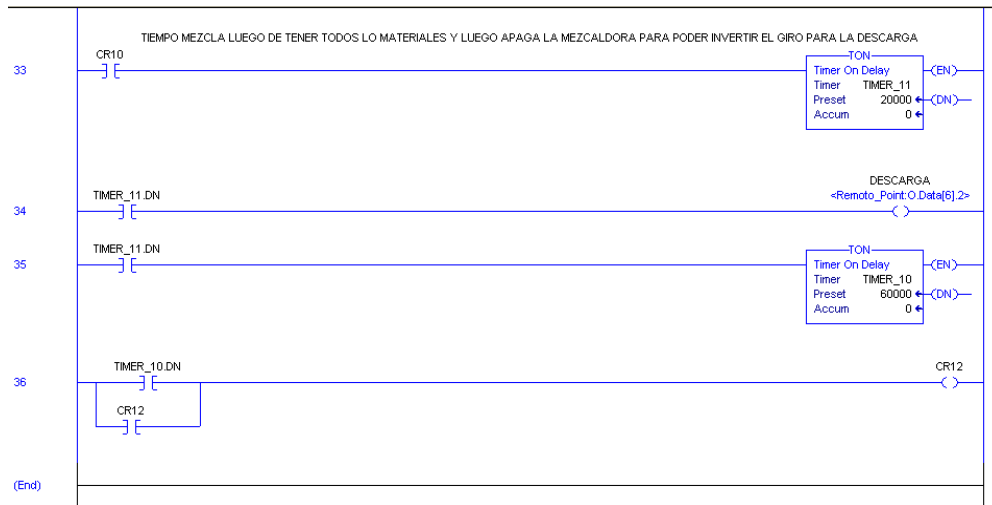 TIEMPO MEZCLA LUEGO DE TENER TODOS LO MATERIALES Y LUEGO APAGA LA MEZCALDORA PARA PODER INVERTIR EL GIRO PARA LA DESCARGA
33
CR10
TON
Timer On Delay
Timer TIMER_11
Preset 20000
Accum 0
(EN)
(DN)
34
TIMER_11.DN
DESCARGA
<Remoto_Point:O.Data[6].2>
35
TIMER_11.DN
TON
Timer On Delay
Timer TIMER_10
Preset 60000
Accum 0
(EN)
(DN)
36
TIMER_10.DN
CR12
CR12
(End)